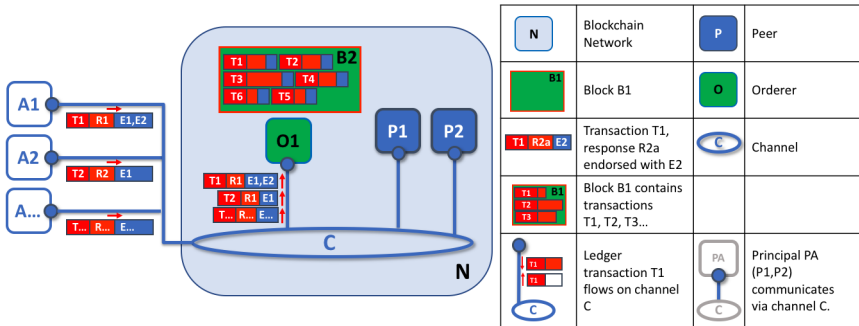 A1
T1 R1 E1,E2
A2
T2 R2 E1
A...
T... R... E...
B2
T1 T2
T3 T4
T6 T5
O1
P1
P2
T1 R1 E1,E2
T2 R1 E1
T... R... E...
C
N
N
Blockchain
Network
P
Peer
B1
Block B1
O
Orderer
T1 R2a E2
Transaction T1,
response R2a
endorsed with E2
C
Channel
B1
T1
T2
T3
Block B1 contains
transactions
T1, T2, T3...
T1
T1
C
Ledger
transaction T1
flows on channel
C
PA
C
Principal PA
(P1,P2)
communicates
via channel C.